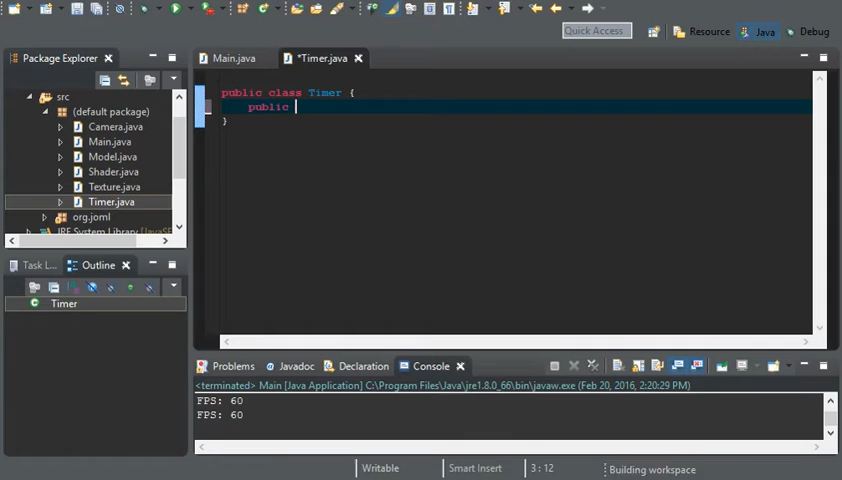 Quick Access
Resource
Java
Debug
Package Explorer
Main.java
*Timer.java
src
(default package)
Camera.java
Main.java
Model.java
Shader.java
Texture.java
Timer.java
org.joml
public class Timer {
public
}
Task L...
Outline
Timer
Problems
Javadoc
Declaration
Console
<terminated> Main [Java Application] C:\Program Files\Java\jre1.8.0_66\bin\javaw.exe (Feb 20, 2016, 2:20:29 PM)
FPS: 60
FPS: 60
Writable
Smart Insert
3 : 12
Building workspace